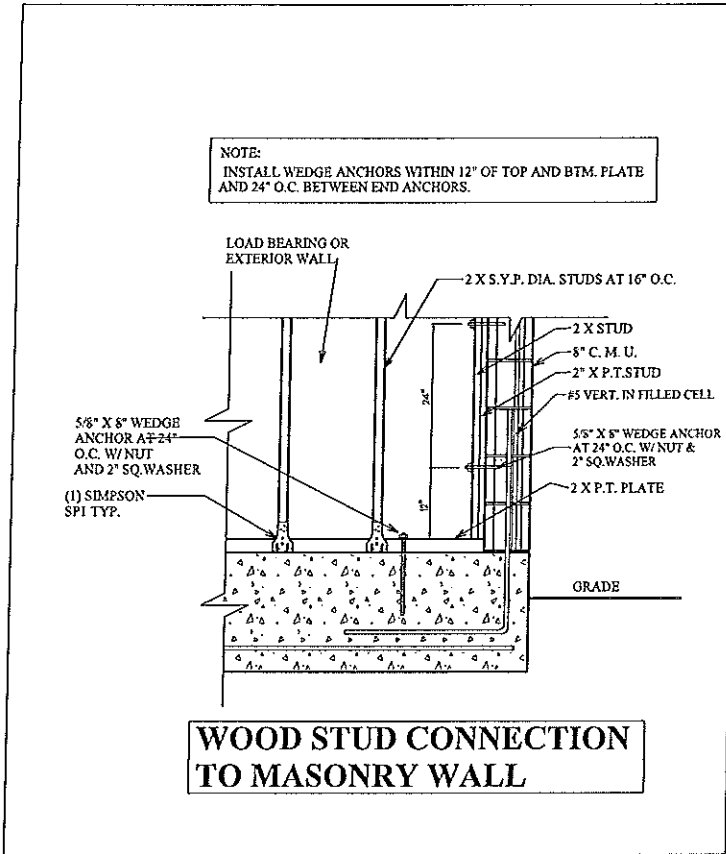 NOTE:
INSTALL WEDGE ANCHORS WITHIN 12" OF TOP AND BTM. PLATE
AND 24" O.C. BETWEEN END ANCHORS.
LOAD BEARING OR
EXTERIOR WALL
2 X S.Y.P. DIA. STUDS AT 16" O.C.
2 X STUD
8" C. M. U.
2" X P.T.STUD
#5 VERT. IN FILLED CELL
24"
5/8" X 8" WEDGE
ANCHOR AT 24"
O.C. W/ NUT
AND 2" SQ.WASHER
5/8" X 8" WEDGE ANCHOR
AT 24" O.C. W/ NUT &
2" SQ.WASHER
12"
2 X P.T. PLATE
(1) SIMPSON
SPI TYP.
GRADE
WOOD STUD CONNECTION
TO MASONRY WALL